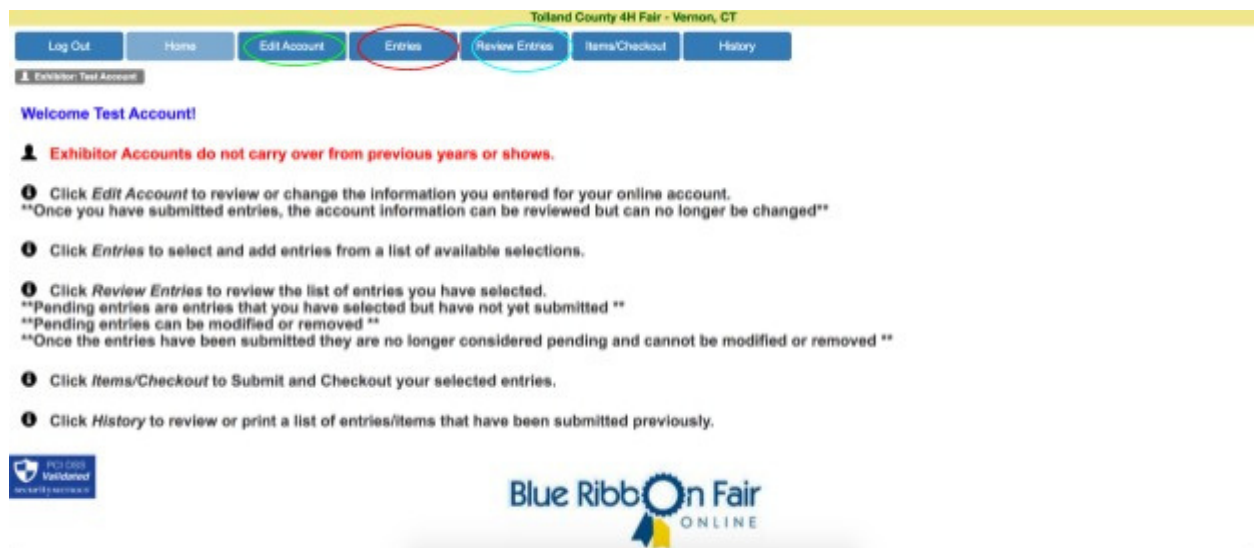 Tolland County 4H Fair - Vernon, CT
Log Out Home Edit Account Entries Review Entries Items/Checkout History
Exhibitor: Test Account
Welcome Test Account!
Exhibitor Accounts do not carry over from previous years or shows.
Click Edit Account to review or change the information you entered for your online account.
**Once you have submitted entries, the account information can be reviewed but can no longer be changed**
Click Entries to select and add entries from a list of available selections.
Click Review Entries to review the list of entries you have selected.
**Pending entries are entries that you have selected but have not yet submitted **
**Pending entries can be modified or removed **
**Once the entries have been submitted they are no longer considered pending and cannot be modified or removed **
Click Items/Checkout to Submit and Checkout your selected entries.
Click History to review or print a list of entries/items that have been submitted previously.
PCI DSS
Validated
Blue Ribbon Fair
ONLINE